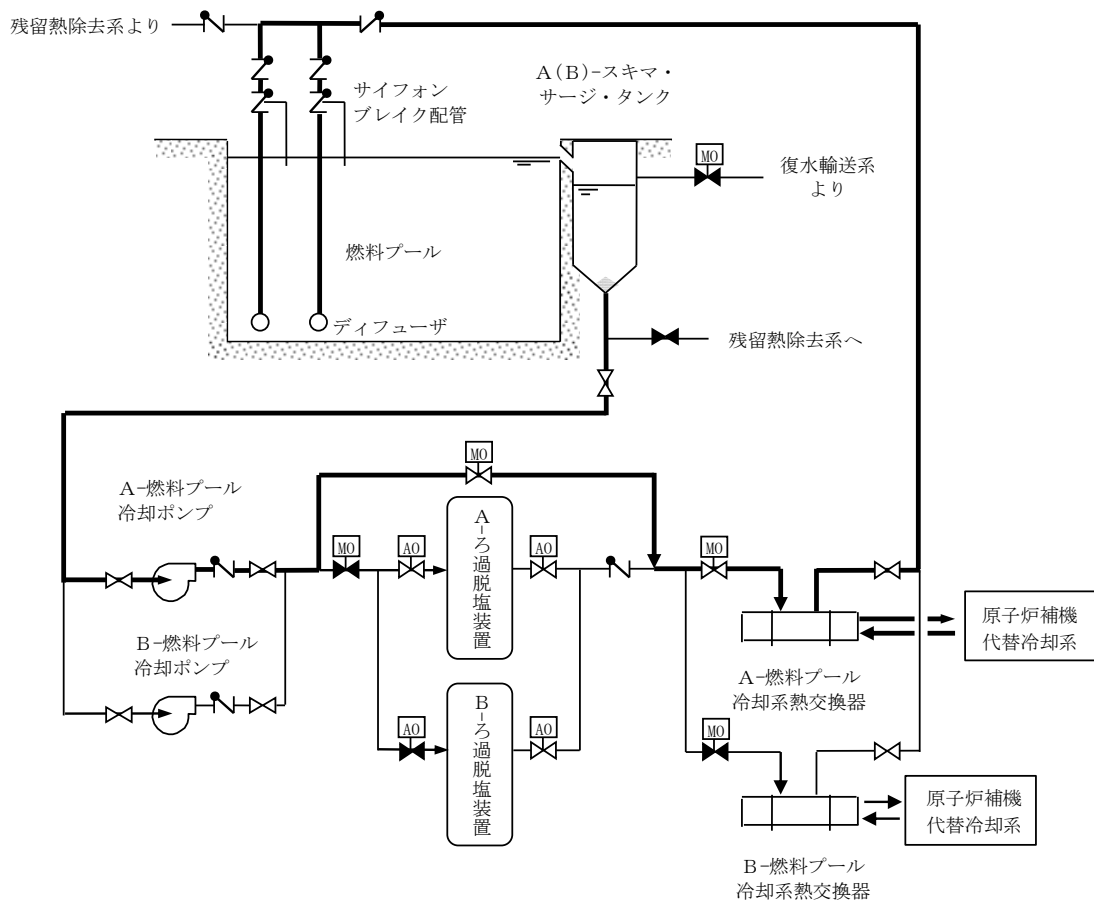 残留熱除去系より
サイフォン
ブレイク配管
A(B)-スキマ・
サージ・タンク
MO
復水輸送系
より
燃料プール
ディフューザ
残留熱除去系へ
MO
A-燃料プール
冷却ポンプ
MO
AO
A-ろ過脱塩装置
AO
MO
原子炉補機
代替冷却系
B-燃料プール
冷却ポンプ
A-燃料プール
冷却系熱交換器
AO
B-ろ過脱塩装置
AO
MO
原子炉補機
代替冷却系
B-燃料プール
冷却系熱交換器